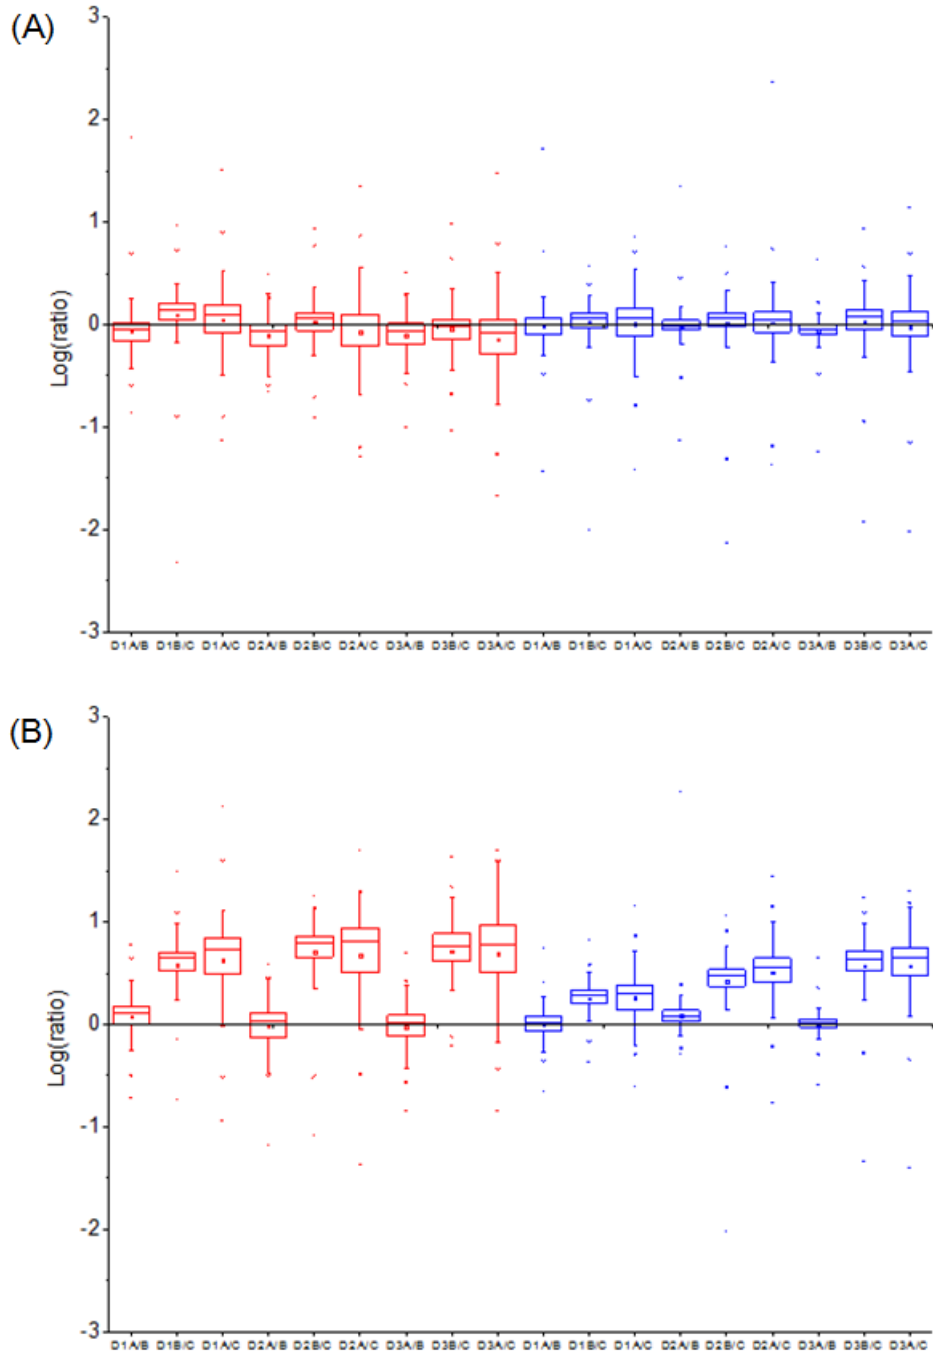 (A)
3
2
1
0
-1
-2
-3
Log(ratio)
D1A/B D1B/C D1A/C D2A/B D2B/C D2A/C D3A/B D3B/C D3A/C D1A/B D1B/C D1A/C D2A/B D2B/C D2A/C D3A/B D3B/C D3A/C
(B)
3
2
1
0
-1
-2
-3
Log(ratio)
D1A/B D1B/C D1A/C D2A/B D2B/C D2A/C D3A/B D3B/C D3A/C D1A/B D1B/C D1A/C D2A/B D2B/C D2A/C D3A/B D3B/C D3A/C